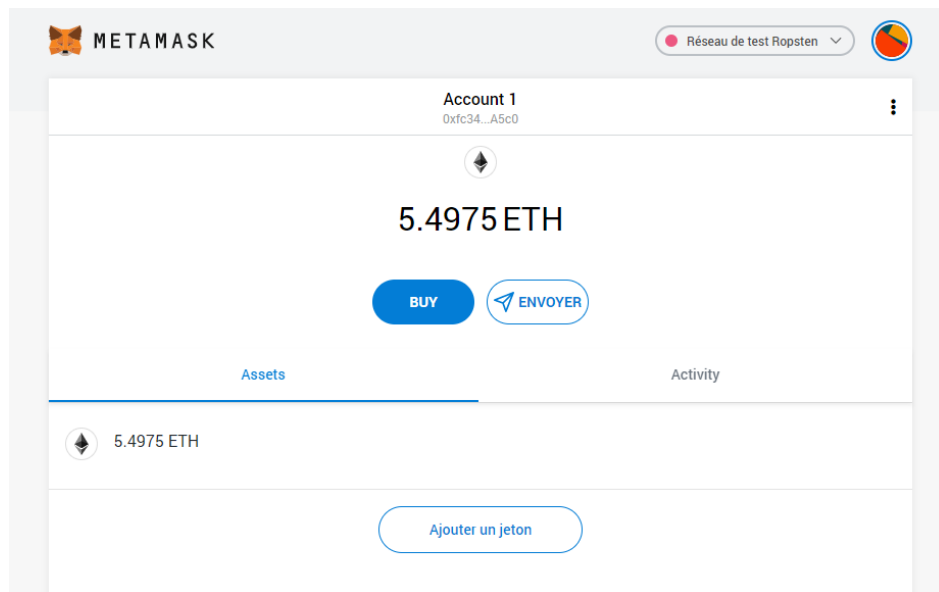 METAMASK
Réseau de test Ropsten
Account 1
0xfc34...A5c0
5.4975 ETH
BUY
ENVOYER
Assets
Activity
5.4975 ETH
Ajouter un jeton